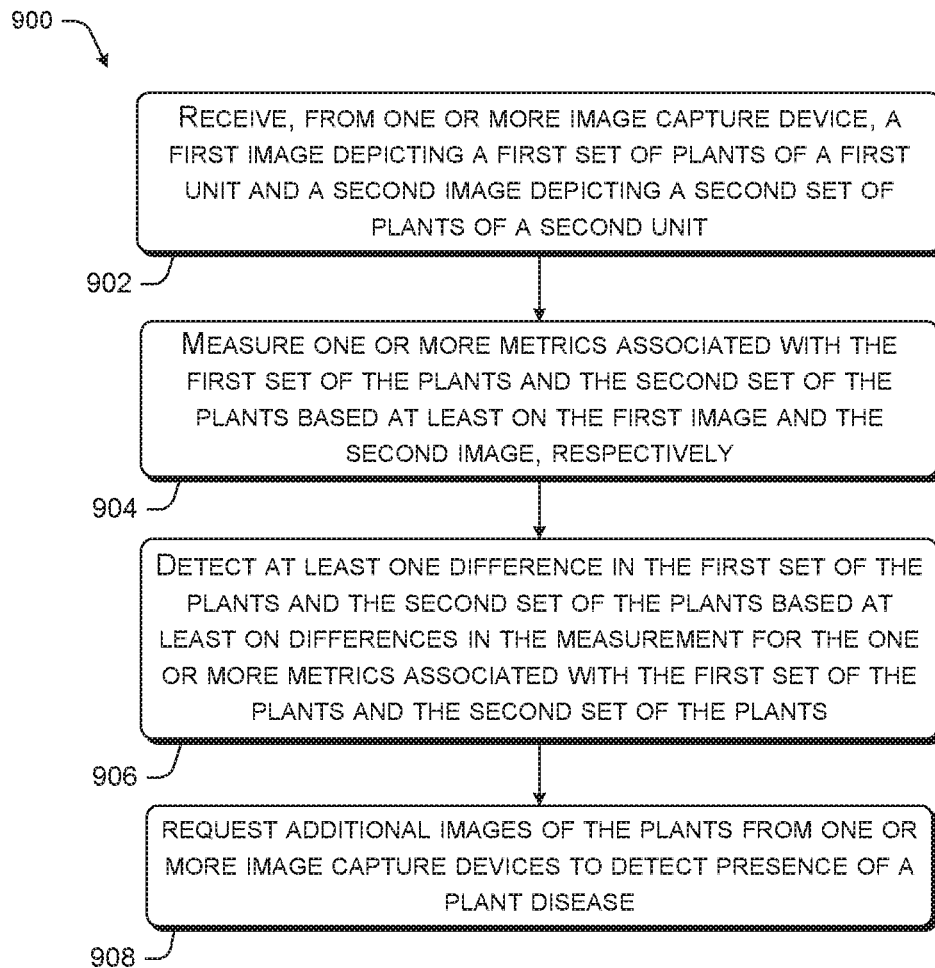 900
RECEIVE, FROM ONE OR MORE IMAGE CAPTURE DEVICE, A
FIRST IMAGE DEPICTING A FIRST SET OF PLANTS OF A FIRST
UNIT AND A SECOND IMAGE DEPICTING A SECOND SET OF
PLANTS OF A SECOND UNIT
902
MEASURE ONE OR MORE METRICS ASSOCIATED WITH THE
FIRST SET OF THE PLANTS AND THE SECOND SET OF THE
PLANTS BASED AT LEAST ON THE FIRST IMAGE AND THE
SECOND IMAGE, RESPECTIVELY
904
DETECT AT LEAST ONE DIFFERENCE IN THE FIRST SET OF THE
PLANTS AND THE SECOND SET OF THE PLANTS BASED AT
LEAST ON DIFFERENCES IN THE MEASUREMENT FOR THE ONE
OR MORE METRICS ASSOCIATED WITH THE FIRST SET OF THE
PLANTS AND THE SECOND SET OF THE PLANTS
906
REQUEST ADDITIONAL IMAGES OF THE PLANTS FROM ONE OR
MORE IMAGE CAPTURE DEVICES TO DETECT PRESENCE OF A
PLANT DISEASE
908